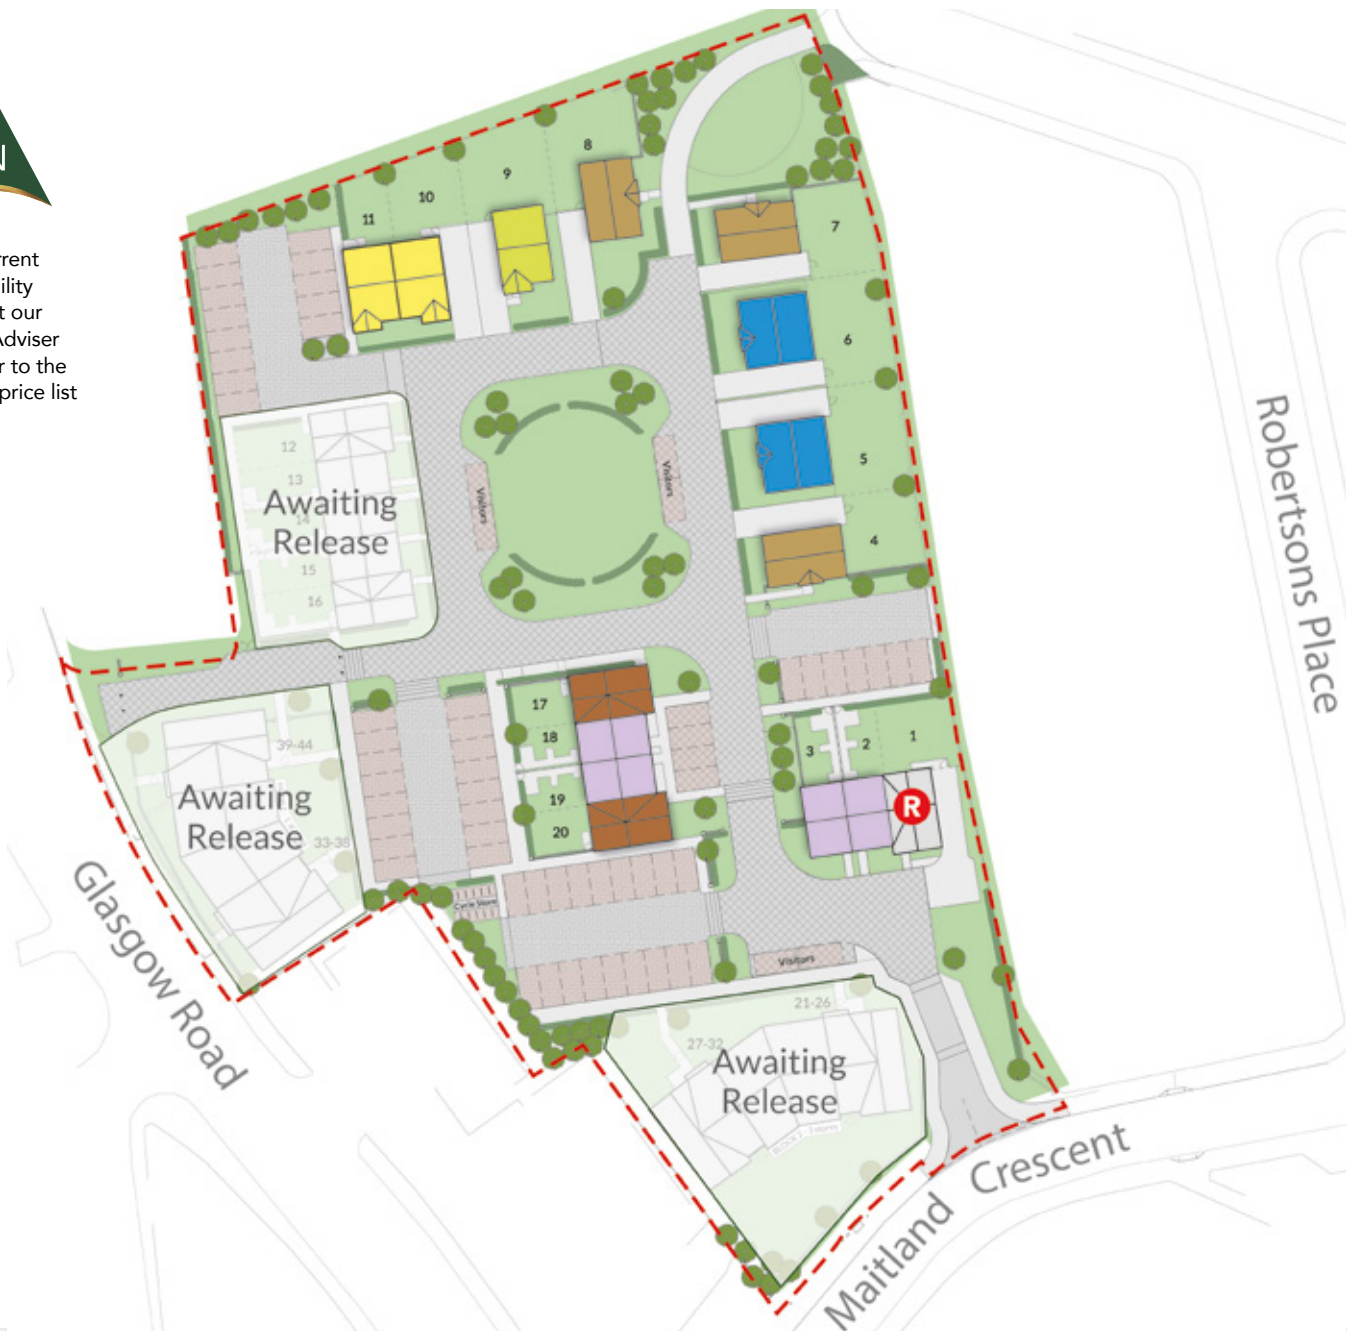 N
rrent
ility
t our
Adviser
r to the
price list
8
9
10
11
7
6
5
4
12
13
Awaiting
14
Release
15
16
Visitors
Visitors
17
18
19
20
3
2
1
R
39-44
Awaiting
Release
33-38
Cycle Store
Visitors
21-26
27-32
Awaiting
Release
Glasgow Road
Robertsons Place
Maitland Crescent